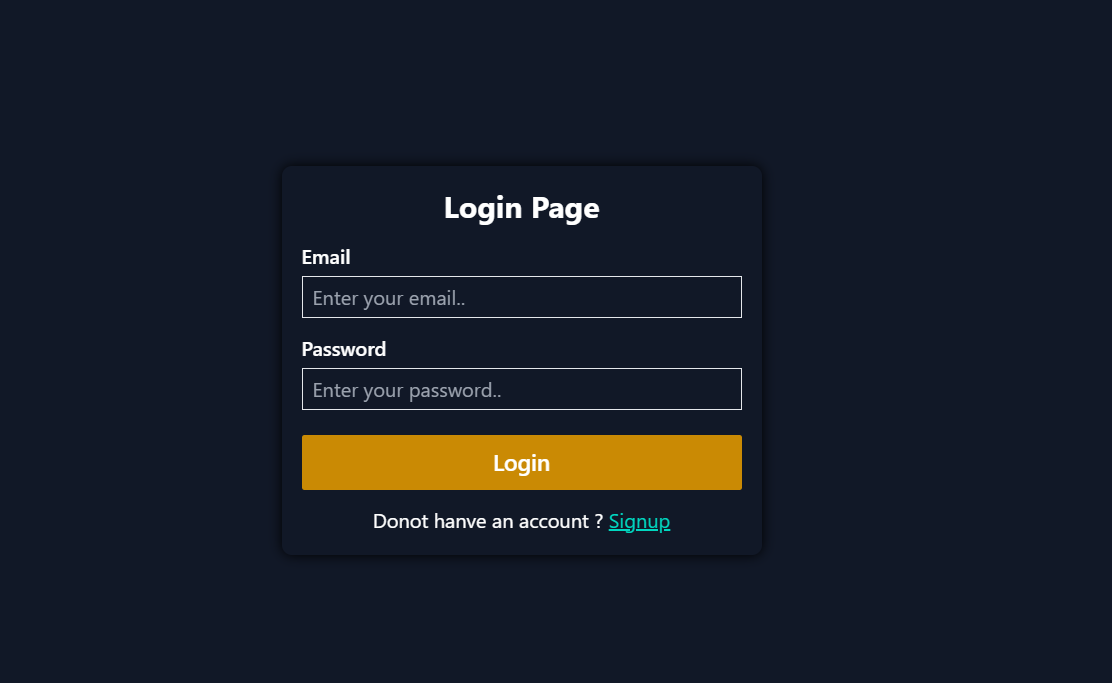 Login Page
Email
Enter your email..
Password
Enter your password..
Login
Donot hanve an account ? Signup